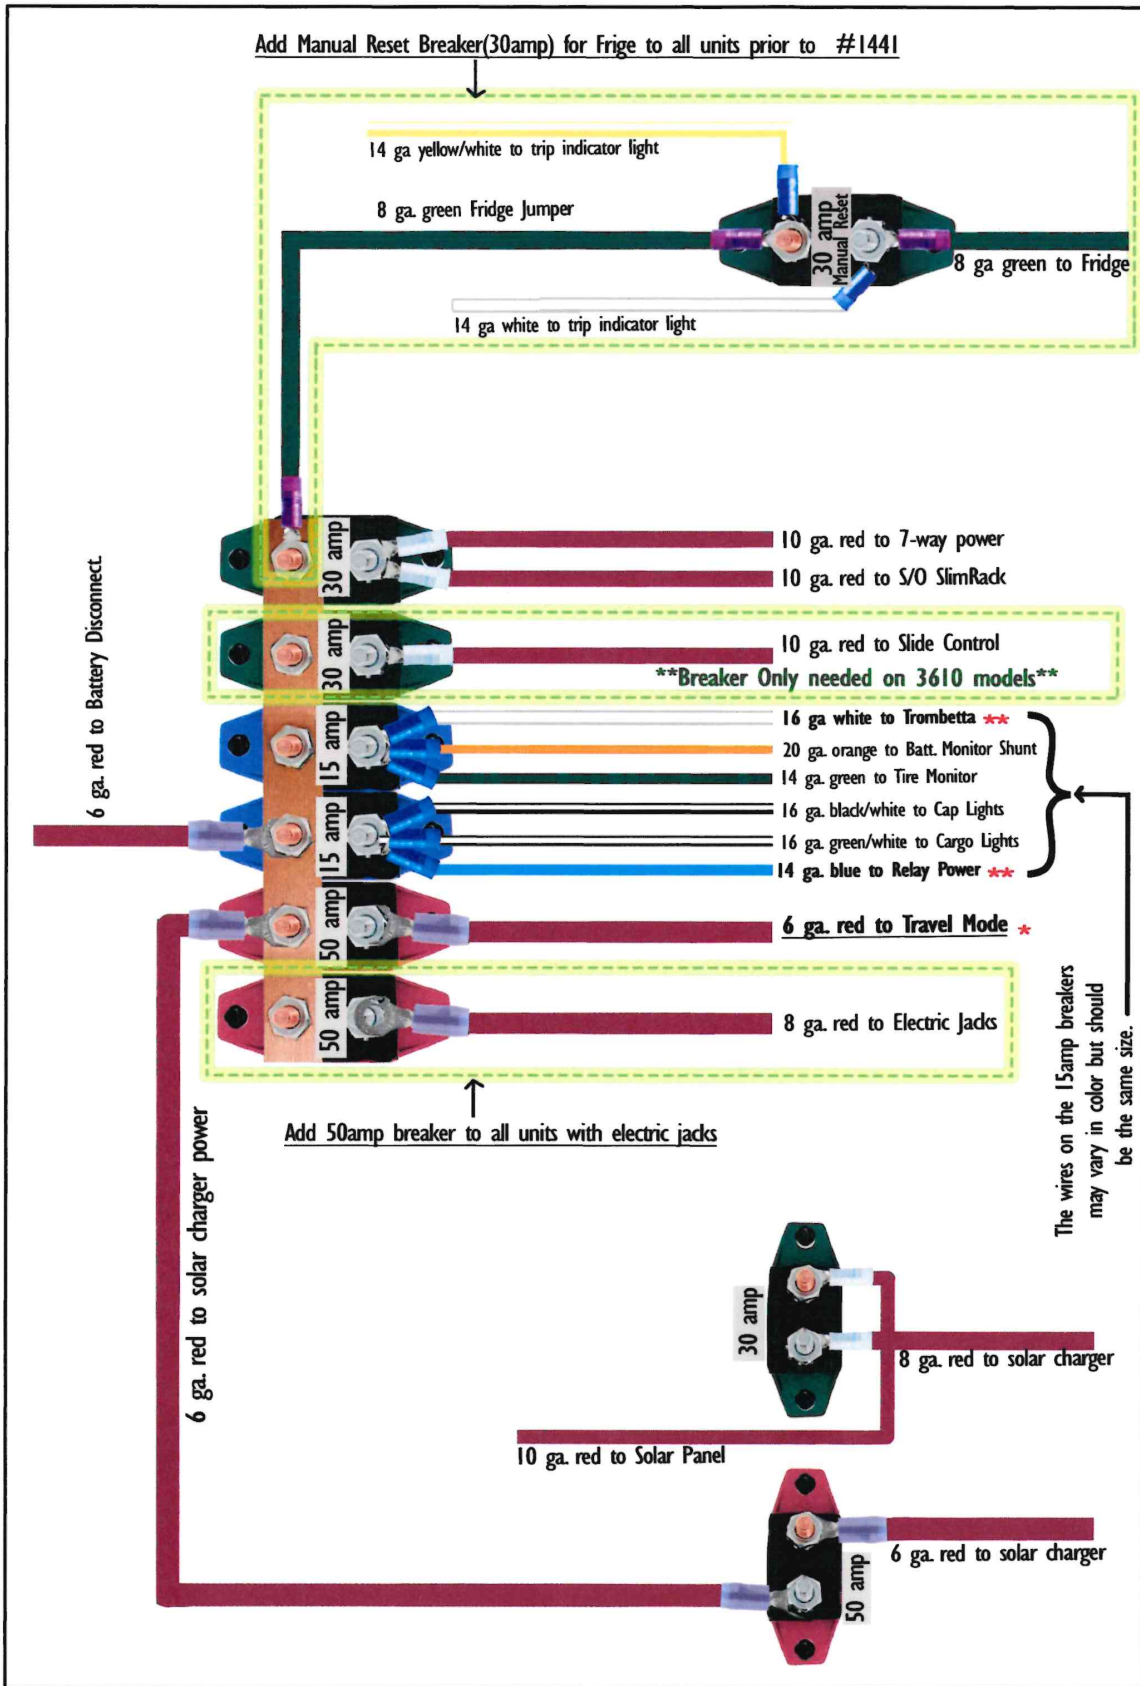 Add Manual Reset Breaker(30amp) for Frige to all units prior to #1441
14 ga yellow/white to trip indicator light
8 ga. green Fridge Jumper
30 amp
Manual Reset
8 ga green to Fridge
14 ga white to trip indicator light
6 ga. red to Battery Disconnect.
30 amp
10 ga. red to 7-way power
10 ga. red to S/O SlimRack
30 amp
10 ga. red to Slide Control
**Breaker Only needed on 3610 models**
15 amp
16 ga white to Trombetta **
20 ga. orange to Batt. Monitor Shunt
14 ga. green to Tire Monitor
15 amp
16 ga. black/white to Cap Lights
16 ga. green/white to Cargo Lights
14 ga. blue to Relay Power **
50 amp
6 ga. red to Travel Mode *
50 amp
8 ga. red to Electric Jacks
The wires on the 15amp breakers
may vary in color but should
be the same size.
Add 50amp breaker to all units with electric jacks
6 ga. red to solar charger power
30 amp
8 ga. red to solar charger
10 ga. red to Solar Panel
50 amp
6 ga. red to solar charger